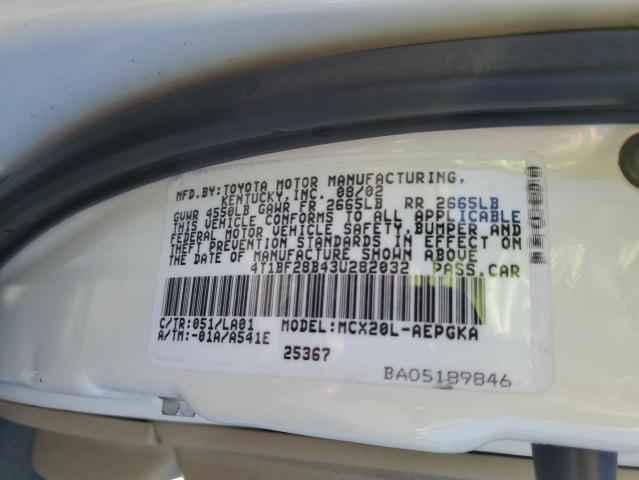 MFD.BY:TOYOTA MOTOR MANUFACTURING,
KENTUCKY, INC. 08/02
GVWR 4550LB GAWR FR 2665LB RR 2665LB
THIS VEHICLE CONFORMS TO ALL APPLICABLE
FEDERAL MOTOR VEHICLE SAFETY, BUMPER AND
THEFT PREVENTION STANDARDS IN EFFECT ON
THE DATE OF MANUFACTURE SHOWN ABOVE
4T1BF28B43U282032 PASS.CAR
C/TR:051/LA01 MODEL:MCX20L-AEPGKA
A/TM:-01A/A541E
25367
BA05189846